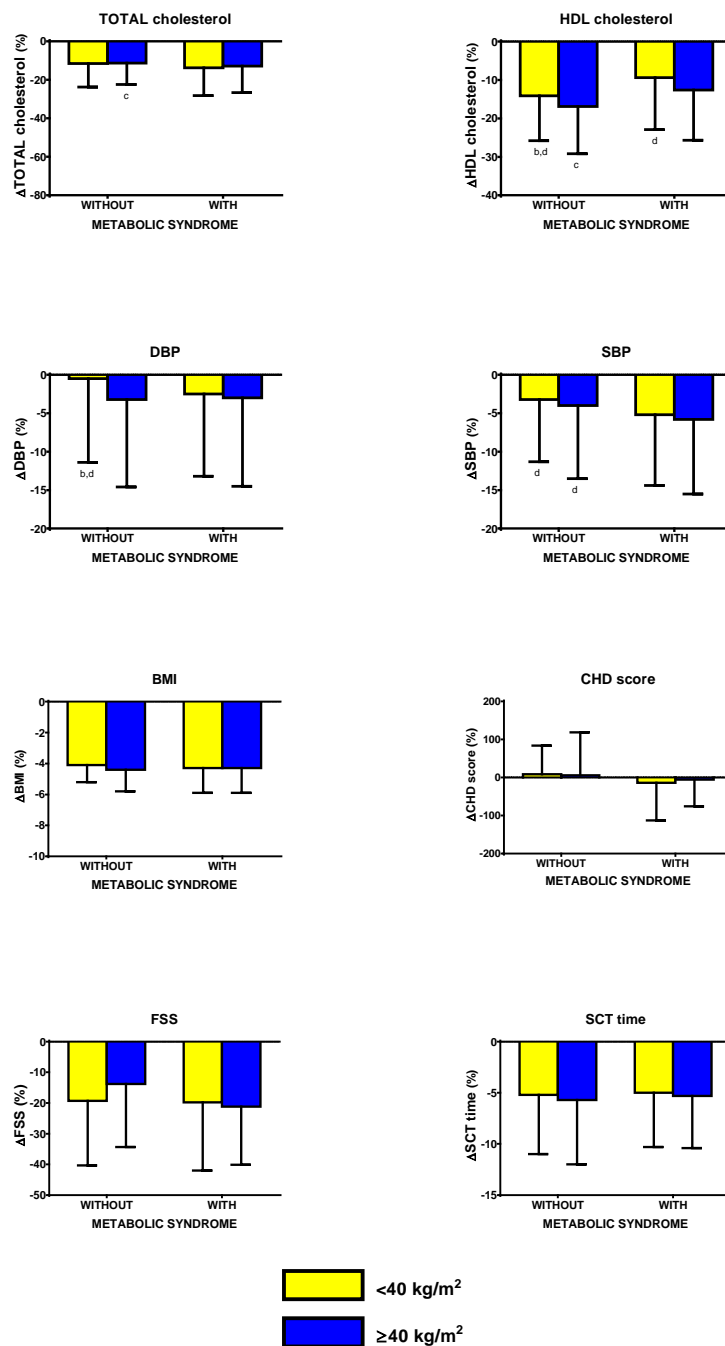 TOTAL cholesterol
0
-20
-40
-60
-80
ΔTOTAL cholesterol (%)
c
WITHOUT WITH
METABOLIC SYNDROME
HDL cholesterol
0
-10
-20
-30
-40
ΔHDL cholesterol (%)
b,d
c
d
WITHOUT WITH
METABOLIC SYNDROME
DBP
0
-5
-10
-15
-20
ΔDBP (%)
b,d
WITHOUT WITH
METABOLIC SYNDROME
SBP
0
-5
-10
-15
-20
ΔSBP (%)
d
d
WITHOUT WITH
METABOLIC SYNDROME
BMI
0
-2
-4
-6
-8
-10
ΔBMI (%)
WITHOUT WITH
METABOLIC SYNDROME
CHD score
200
100
0
-100
-200
ΔCHD score (%)
WITHOUT WITH
METABOLIC SYNDROME
FSS
0
-10
-20
-30
-40
-50
ΔFSS (%)
WITHOUT WITH
METABOLIC SYNDROME
SCT time
0
-5
-10
-15
ΔSCT time (%)
WITHOUT WITH
METABOLIC SYNDROME
<40 kg/m²
≥40 kg/m²